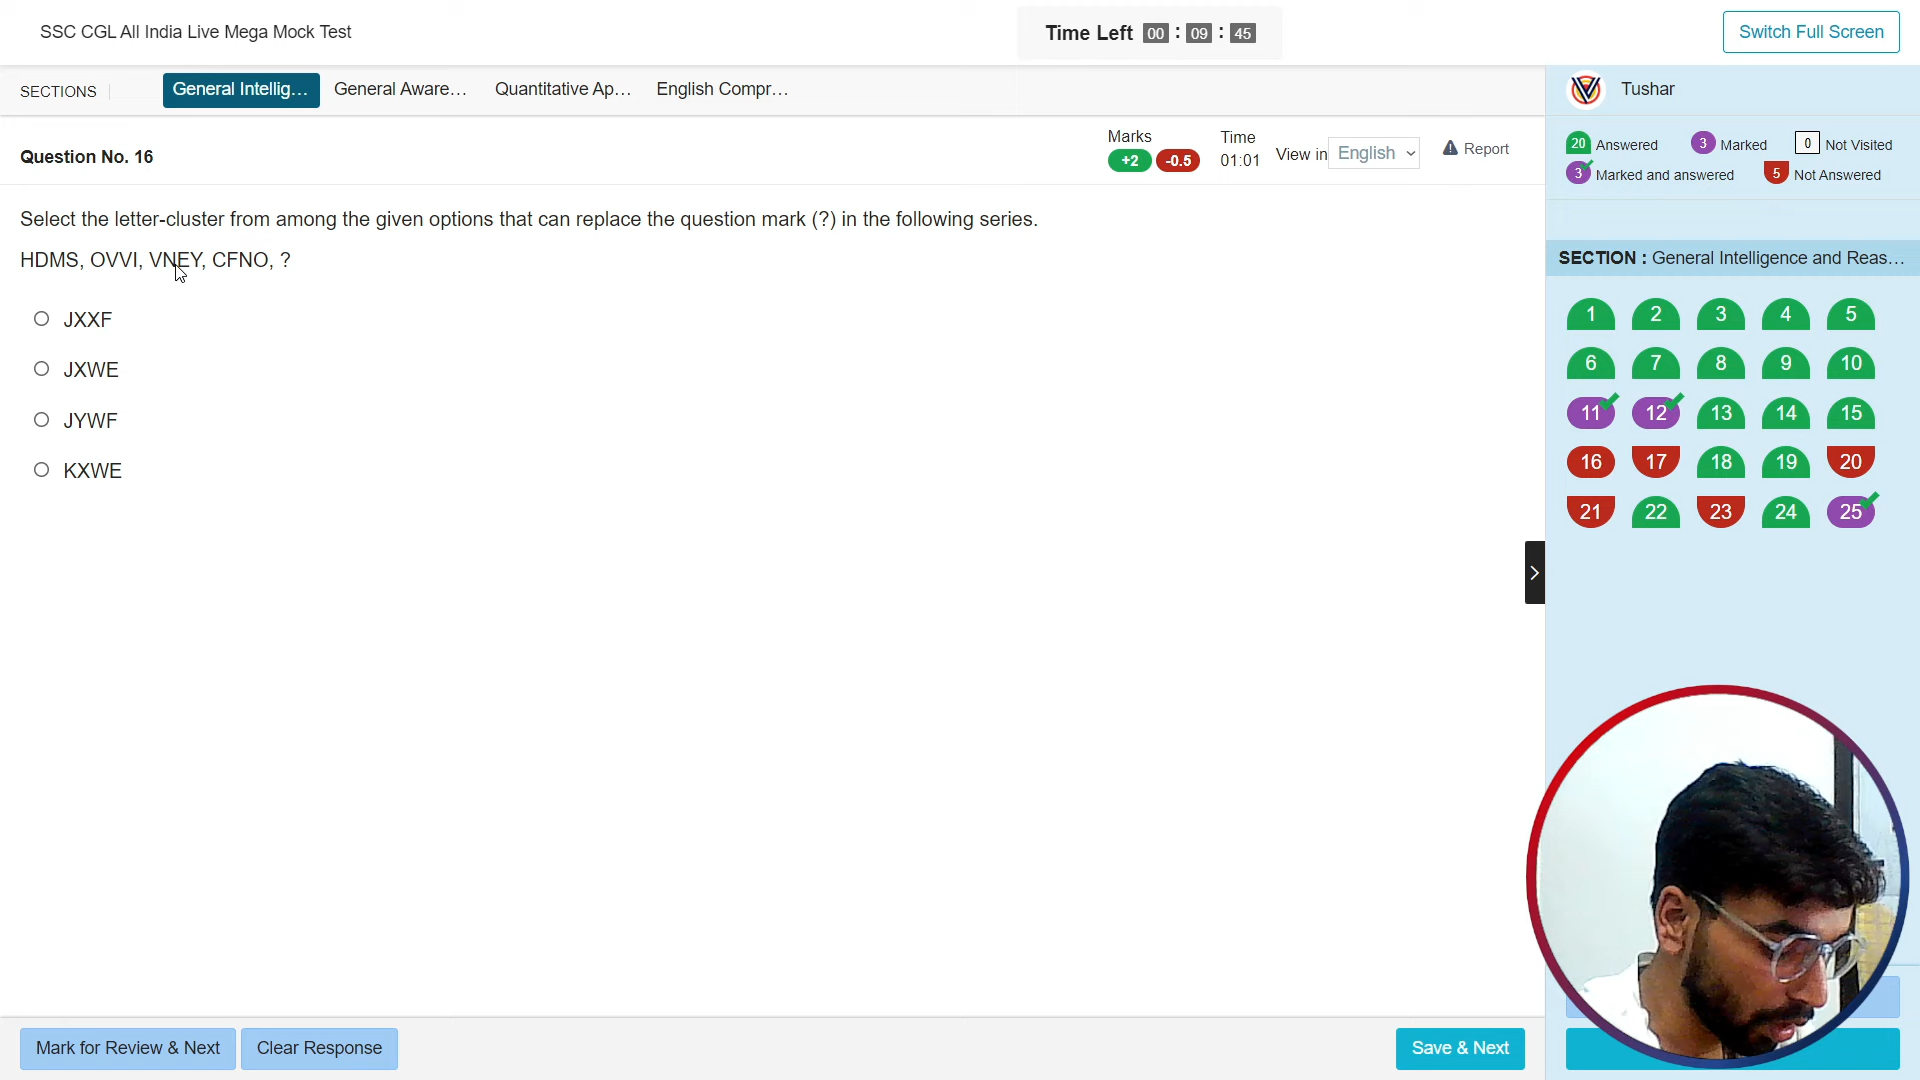 SSC CGL All India Live Mega Mock Test
Time Left 00 : 09 : 45
Switch Full Screen
SECTIONS
General Intellig...
General Aware...
Quantitative Ap...
English Compr...
Tushar
Question No. 16
Marks
+2 -0.5
Time
01:01
View in English
Report
20 Answered
3 Marked
0 Not Visited
3 Marked and answered
5 Not Answered
Select the letter-cluster from among the given options that can replace the question mark (?) in the following series.
HDMS, OVVI, VNEY, CFNO, ?
JXXF
JXWE
JYWF
KXWE
SECTION : General Intelligence and Reas...
1 2 3 4 5
6 7 8 9 10
11 12 13 14 15
16 17 18 19 20
21 22 23 24 25
Mark for Review & Next
Clear Response
Save & Next